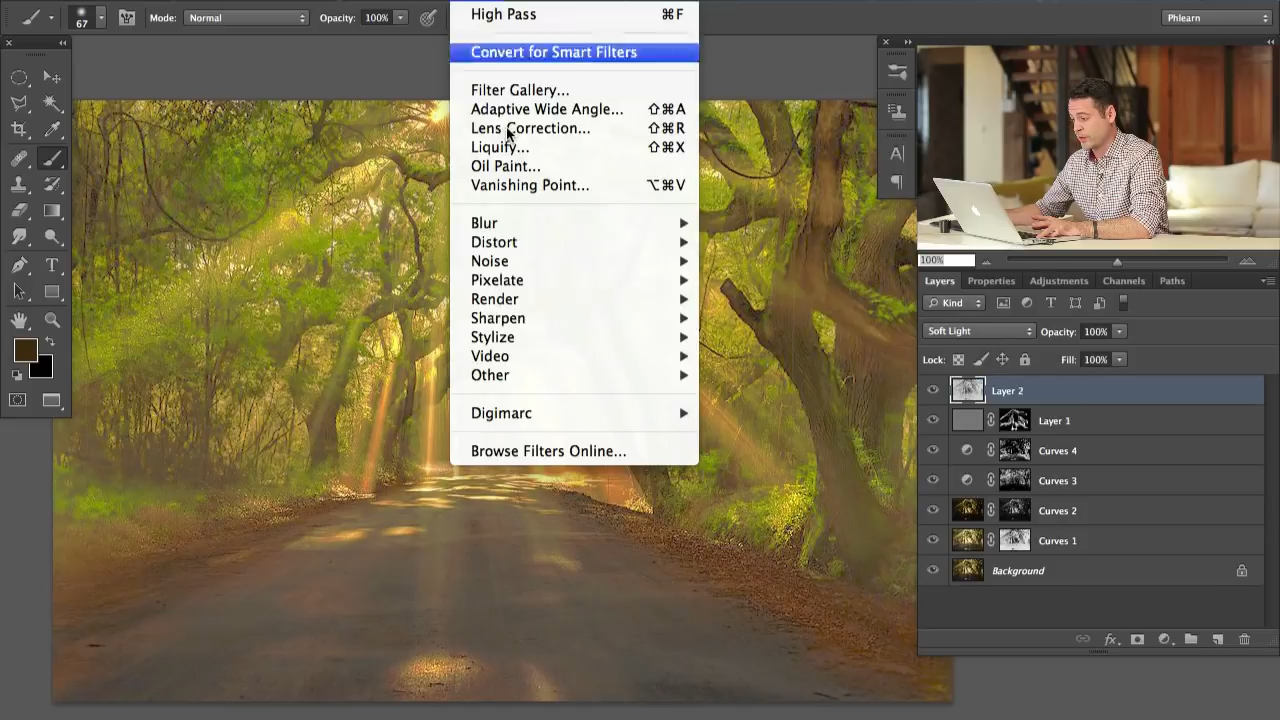 67
Mode: Normal
Opacity: 100%
Phlearn
High Pass ⌘F
Convert for Smart Filters
Filter Gallery...
Adaptive Wide Angle... ⇧⌘A
Lens Correction... ⇧⌘R
Liquify... ⇧⌘X
Oil Paint...
Vanishing Point... ⌥⌘V
Blur
Distort
Noise
Pixelate
Render
Sharpen
Stylize
Video
Other
Digimarc
Browse Filters Online...
100%
Layers Properties Adjustments Channels Paths
Kind
Soft Light Opacity: 100%
Lock: Fill: 100%
Layer 2
Layer 1
Curves 4
Curves 3
Curves 2
Curves 1
Background